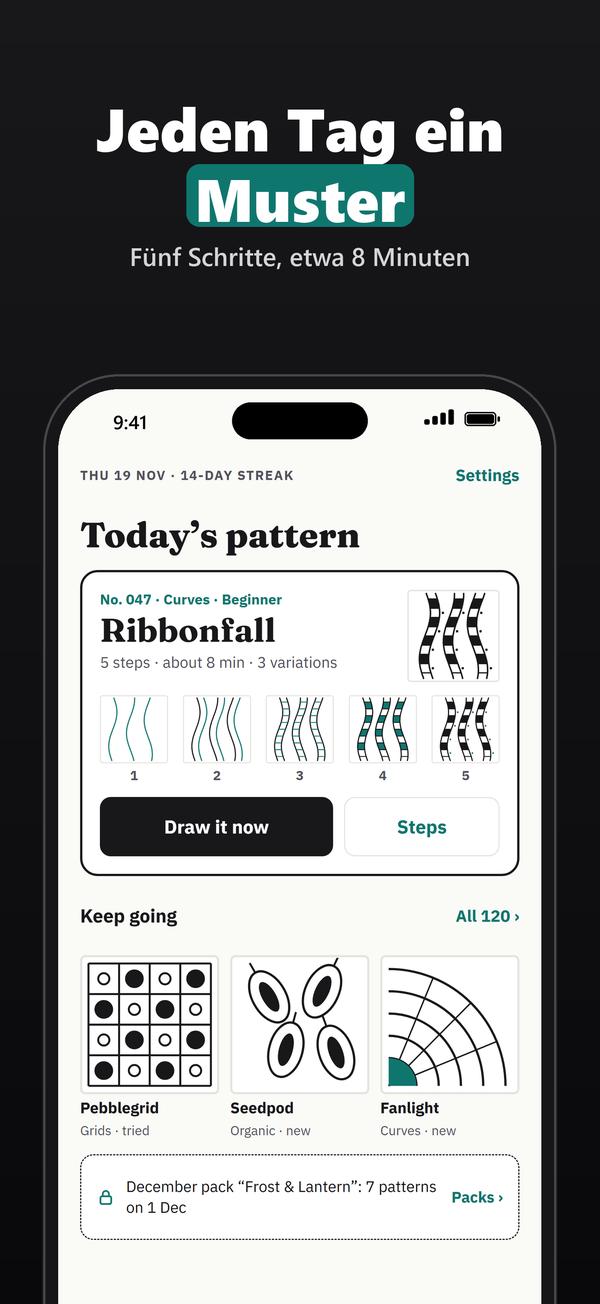 Jeden Tag ein
Muster
Fünf Schritte, etwa 8 Minuten
9:41
THU 19 NOV · 14-DAY STREAK
Settings
Today’s pattern
No. 047 · Curves · Beginner
Ribbonfall
5 steps · about 8 min · 3 variations
1 2 3 4 5
Draw it now
Steps
Keep going
All 120 ›
Pebblegrid
Seedpod
Fanlight
Grids · tried
Organic · new
Curves · new
December pack “Frost & Lantern”: 7 patterns
on 1 Dec
Packs ›